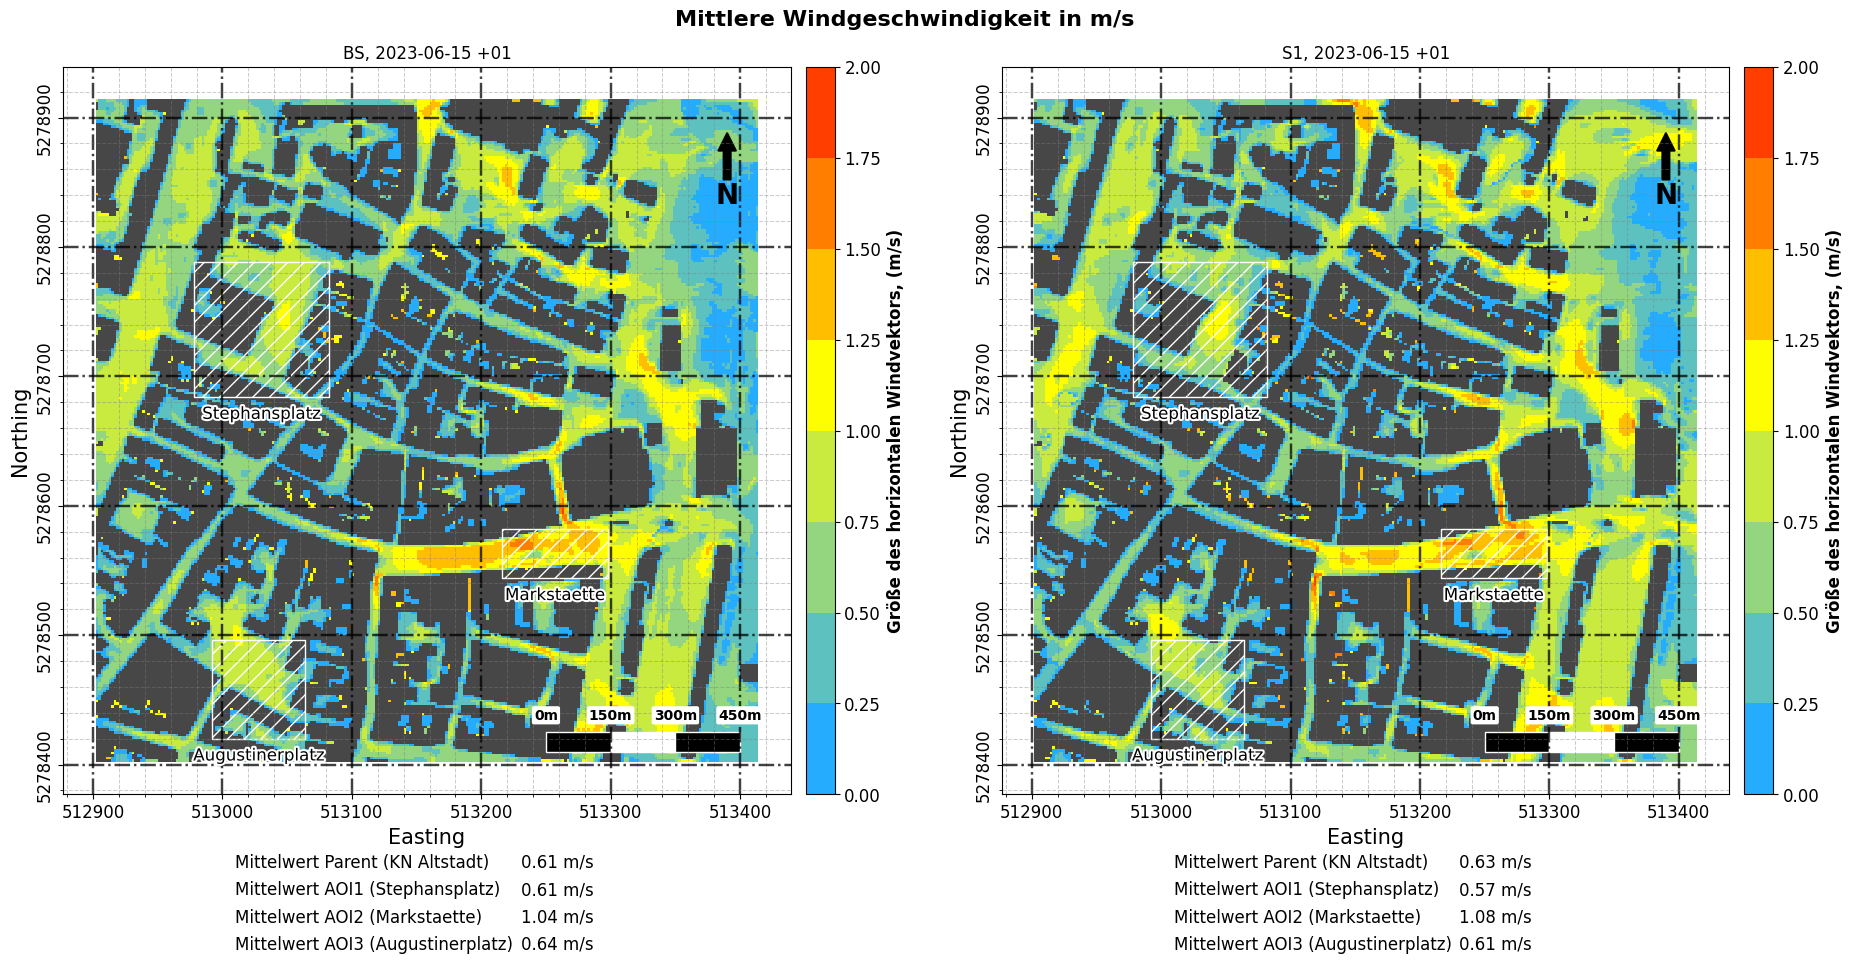 Mittlere Windgeschwindigkeit in m/s
BS, 2023-06-15 +01
5278900
5278800
5278700
5278600
5278500
5278400
Northing
N
Stephansplatz
Markstaette
Augustinerplatz
0m 150m 300m 450m
512900 513000 513100 513200 513300 513400
Easting
2.00
1.75
1.50
1.25
1.00
0.75
0.50
0.25
0.00
Größe des horizontalen Windvektors, (m/s)
Mittelwert Parent (KN Altstadt) 0.61 m/s
Mittelwert AOI1 (Stephansplatz) 0.61 m/s
Mittelwert AOI2 (Markstaette) 1.04 m/s
Mittelwert AOI3 (Augustinerplatz) 0.64 m/s
S1, 2023-06-15 +01
5278900
5278800
5278700
5278600
5278500
5278400
Northing
N
Stephansplatz
Markstaette
Augustinerplatz
0m 150m 300m 450m
512900 513000 513100 513200 513300 513400
Easting
2.00
1.75
1.50
1.25
1.00
0.75
0.50
0.25
0.00
Größe des horizontalen Windvektors, (m/s)
Mittelwert Parent (KN Altstadt) 0.63 m/s
Mittelwert AOI1 (Stephansplatz) 0.57 m/s
Mittelwert AOI2 (Markstaette) 1.08 m/s
Mittelwert AOI3 (Augustinerplatz) 0.61 m/s